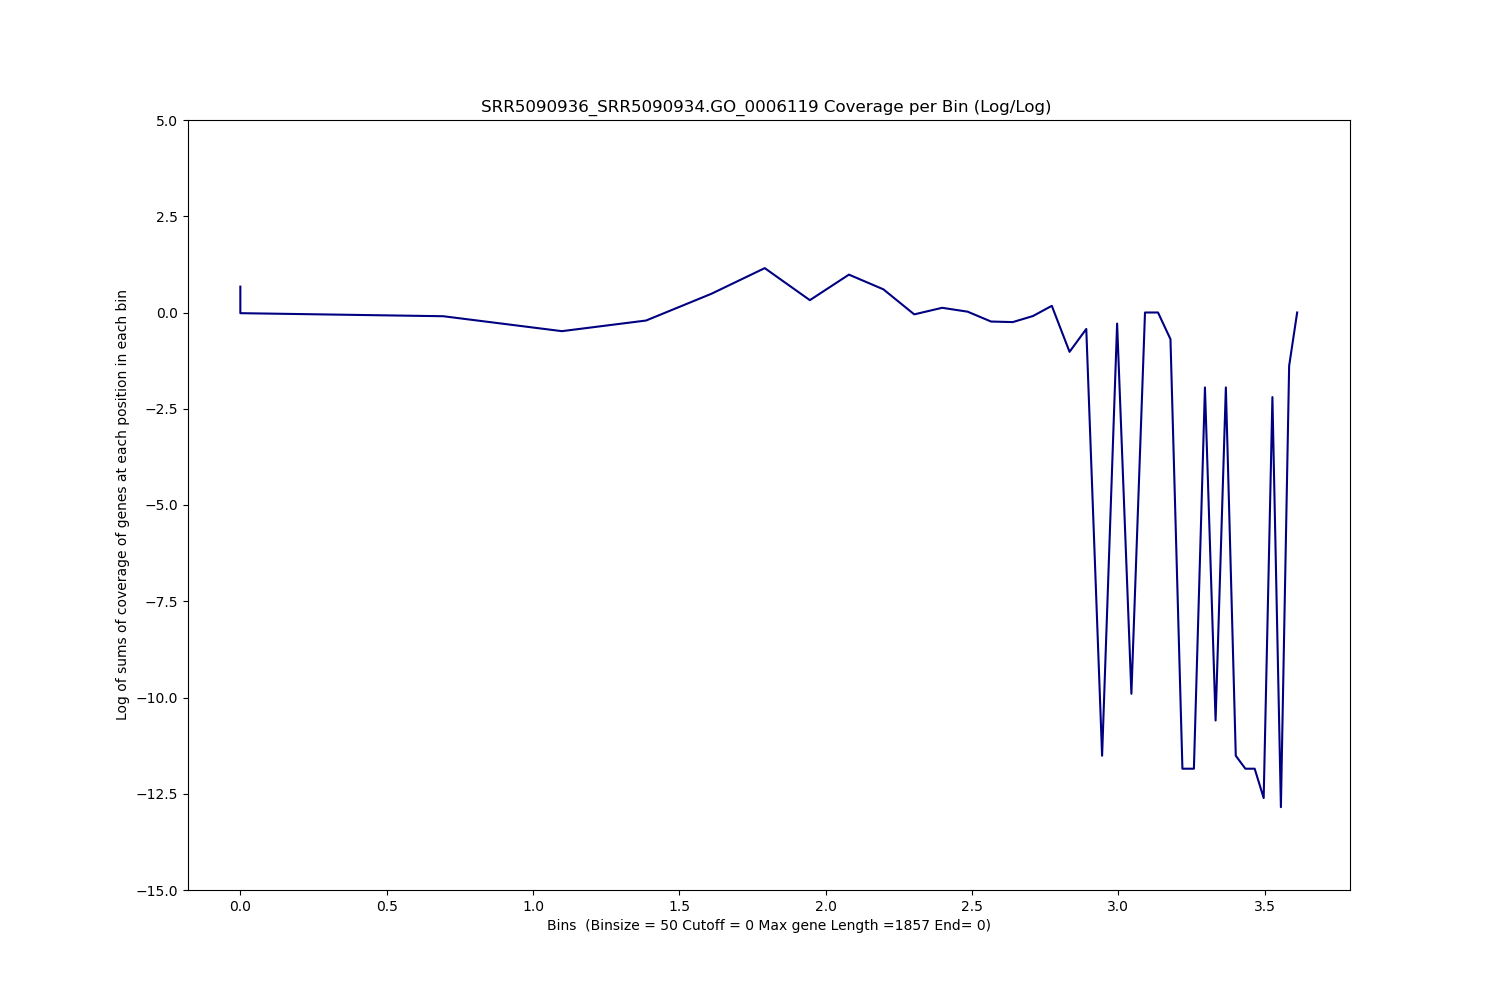 SRR5090936_SRR5090934.GO_0006119 Coverage per Bin (Log/Log)
Log of sums of coverage of genes at each position in each bin
5.0
2.5
0.0
−2.5
−5.0
−7.5
−10.0
−12.5
−15.0
0.0 0.5 1.0 1.5 2.0 2.5 3.0 3.5
Bins  (Binsize = 50 Cutoff = 0 Max gene Length =1857 End= 0)